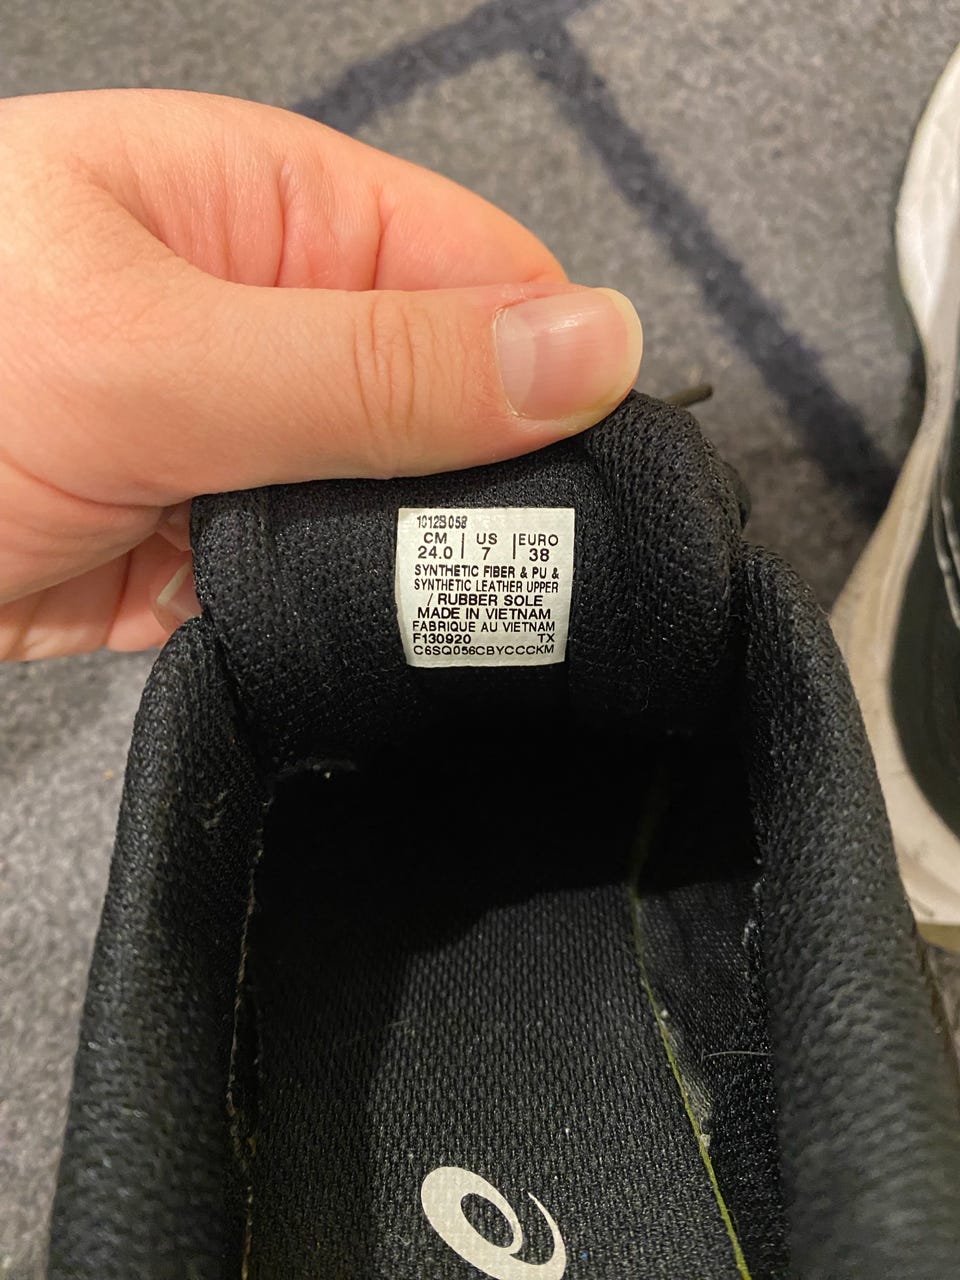 1012B058
CM | US | EURO
24.0 | 7 | 38
SYNTHETIC FIBER & PU &
SYNTHETIC LEATHER UPPER
/ RUBBER SOLE
MADE IN VIETNAM
FABRIQUE AU VIETNAM
F130920 TX
C6SQ056CBYCCCKM